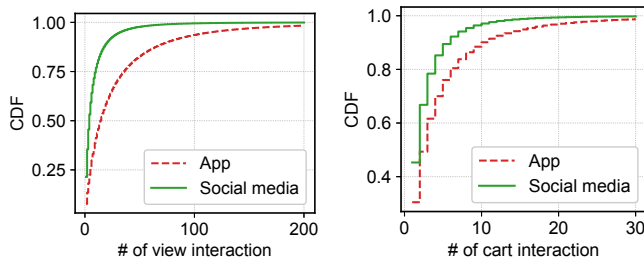 1.00
0.75
0.50
0.25
CDF
App
Social media
0
100
200
# of view interaction
1.0
0.8
0.6
0.4
CDF
App
Social media
0
10
20
30
# of cart interaction